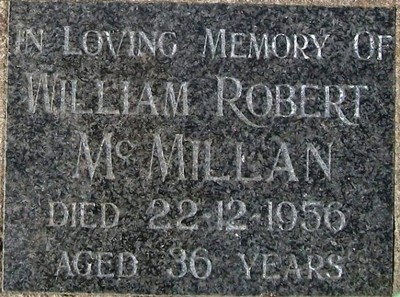 IN LOVING MEMORY OF
WILLIAM ROBERT
McMILLAN
DIED 22-12-1956
AGED 36 YEARS